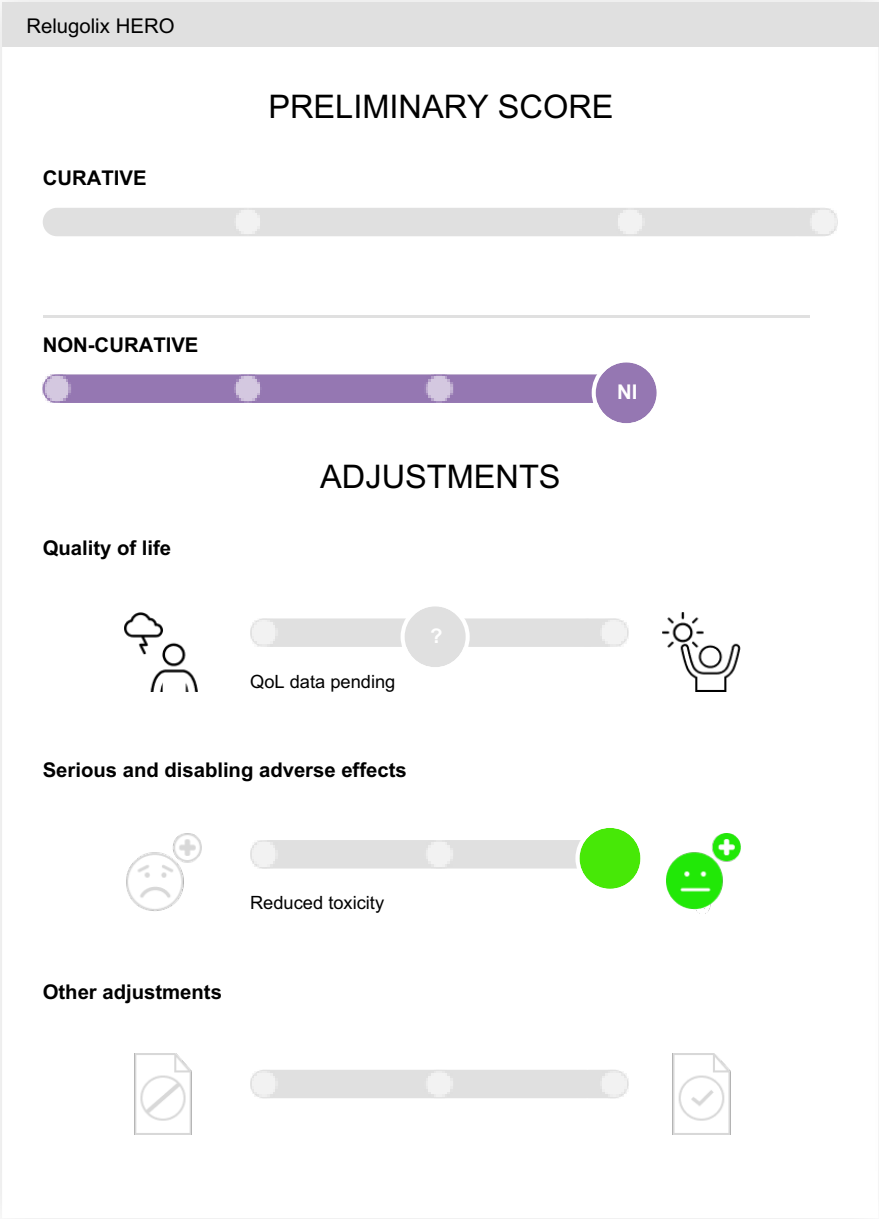 Relugolix HERO
PRELIMINARY SCORE
CURATIVE
NON-CURATIVE
NI
ADJUSTMENTS
Quality of life
?
QoL data pending
Serious and disabling adverse effects
Reduced toxicity
Other adjustments